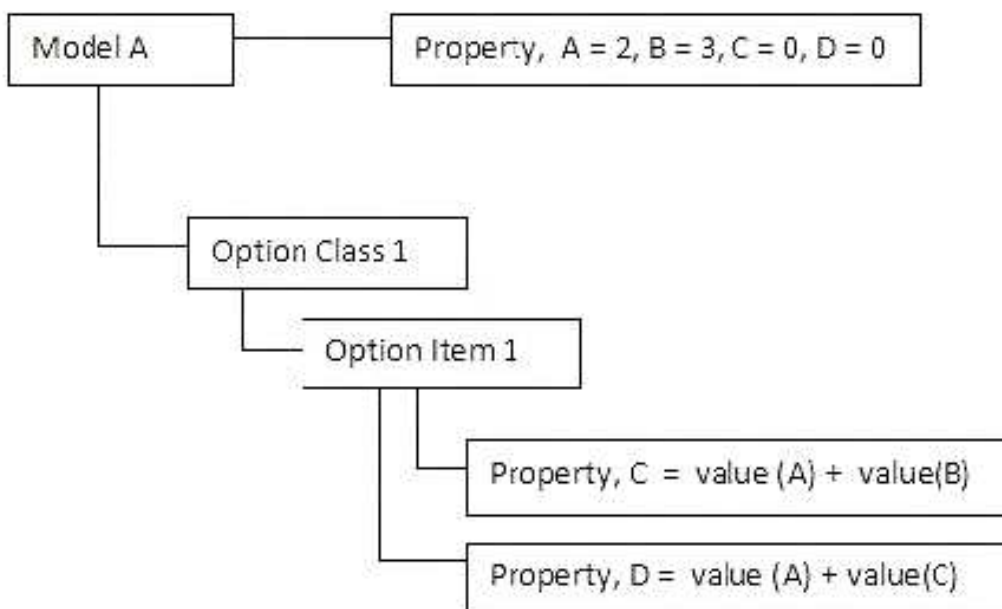 Model A
Property, A = 2, B = 3, C = 0, D = 0
Option Class 1
Option Item 1
Property, C = value (A) + value(B)
Property, D = value (A) + value(C)